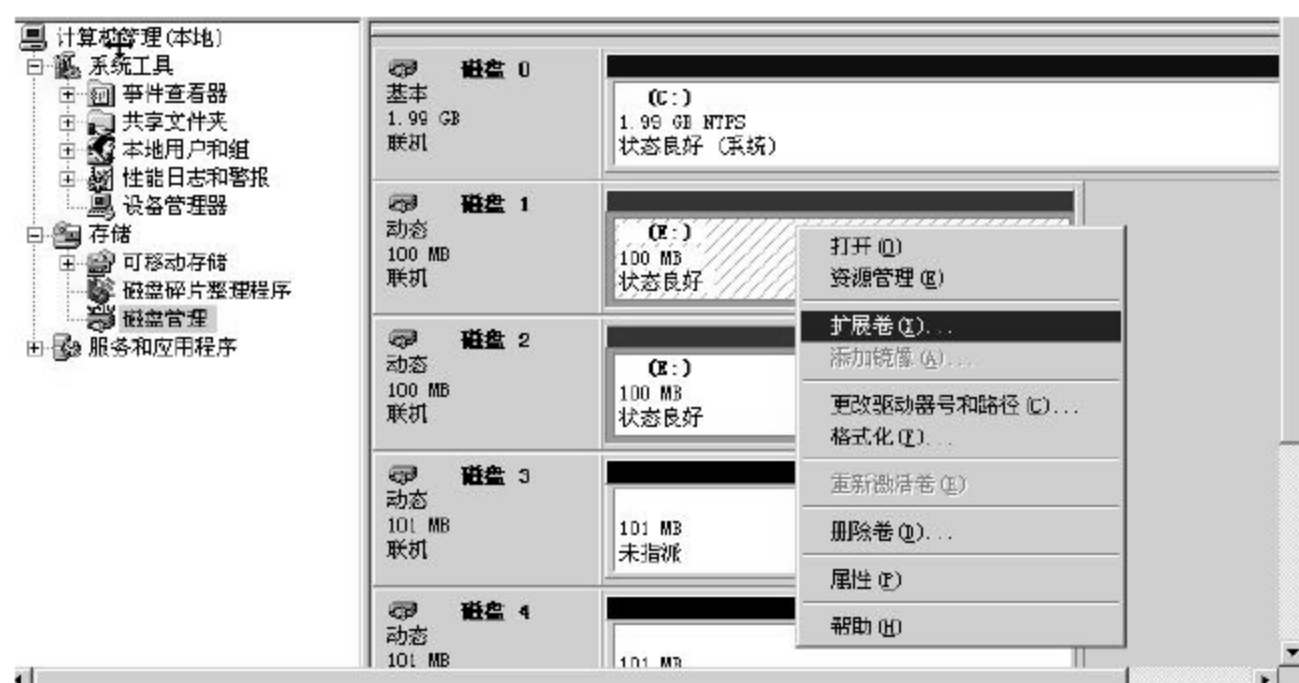 计算机管理(本地)
系统工具
事件查看器
共享文件夹
本地用户和组
性能日志和警报
设备管理器
存储
可移动存储
磁盘碎片整理程序
磁盘管理
服务和应用程序
磁盘 0
基本
1.99 GB
联机
(C:)
1.99 GB NTFS
状态良好 (系统)
磁盘 1
动态
100 MB
联机
(E:)
100 MB
状态良好
磁盘 2
动态
100 MB
联机
(E:)
100 MB
状态良好
磁盘 3
动态
101 MB
联机
101 MB
未指派
磁盘 4
动态
101 MB
101 MB
打开(O)
资源管理(E)
扩展卷(X)...
添加镜像(A)....
更改驱动器号和路径(C)...
格式化(F)...
重新激活卷(E)
删除卷(D)...
属性(P)
帮助(H)